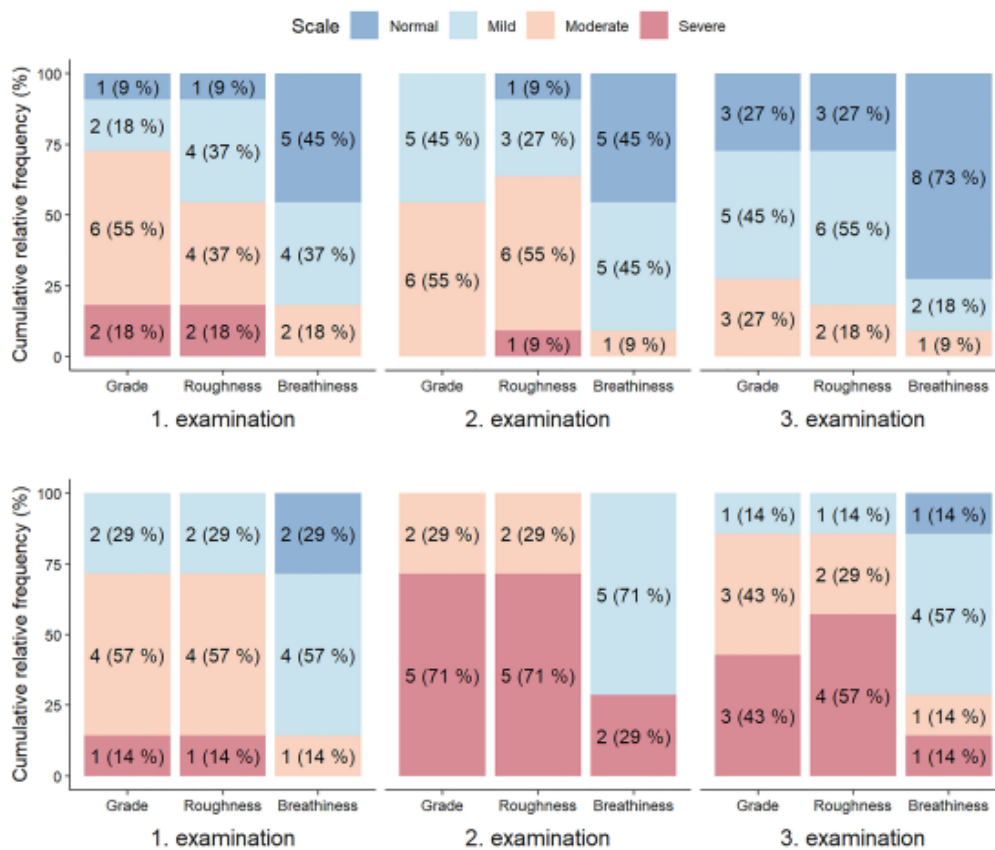 Scale Normal Mild Moderate Severe
Cumulative relative frequency (%)
100
75
50
25
0
1 (9 %)
2 (18 %)
6 (55 %)
2 (18 %)
1 (9 %)
4 (37 %)
4 (37 %)
2 (18 %)
5 (45 %)
4 (37 %)
2 (18 %)
Grade Roughness Breathiness
1. examination
5 (45 %)
6 (55 %)
1 (9 %)
3 (27 %)
6 (55 %)
1 (9 %)
5 (45 %)
5 (45 %)
1 (9 %)
Grade Roughness Breathiness
2. examination
3 (27 %)
5 (45 %)
3 (27 %)
3 (27 %)
6 (55 %)
2 (18 %)
8 (73 %)
2 (18 %)
1 (9 %)
Grade Roughness Breathiness
3. examination
Cumulative relative frequency (%)
100
75
50
25
0
2 (29 %)
4 (57 %)
1 (14 %)
2 (29 %)
4 (57 %)
1 (14 %)
2 (29 %)
4 (57 %)
1 (14 %)
Grade Roughness Breathiness
1. examination
2 (29 %)
5 (71 %)
2 (29 %)
5 (71 %)
5 (71 %)
2 (29 %)
Grade Roughness Breathiness
2. examination
1 (14 %)
3 (43 %)
3 (43 %)
1 (14 %)
2 (29 %)
4 (57 %)
1 (14 %)
4 (57 %)
1 (14 %)
1 (14 %)
Grade Roughness Breathiness
3. examination